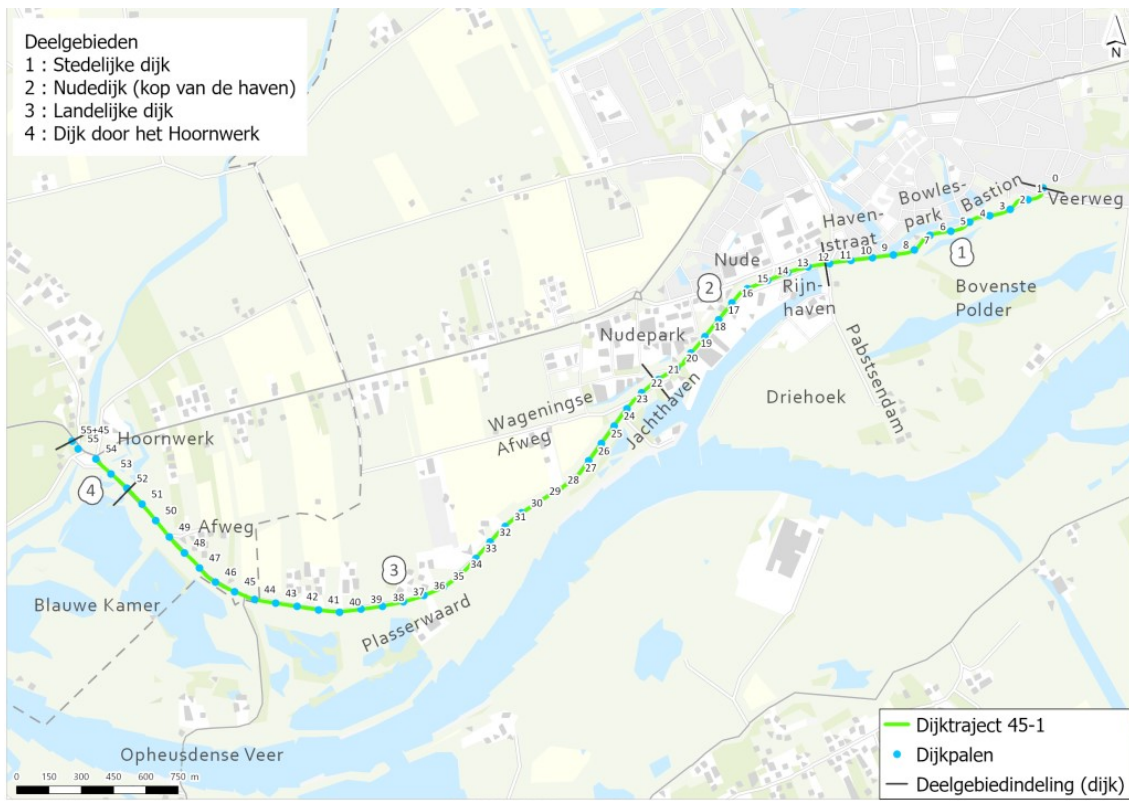 Deelgebieden
1 : Stedelijke dijk
2 : Nudedijk (kop van de haven)
3 : Landelijke dijk
4 : Dijk door het Hoornwerk
N
0
1
Veerweg
2
3
4
Bastion
5
6
7
Bowles-
park
8
9
10
11
12
Haven-
straat
1
Bovenste
Polder
13
14
15
16
Nude
Rijn-
haven
2
17
18
19
20
21
22
Nudepark
Pabstsendam
Driehoek
Jachthaven
23
24
25
26
27
28
29
30
31
32
33
34
35
36
37
38
39
40
41
42
43
44
45
46
47
48
49
50
51
52
53
54
55
55+45
Wageningse
Afweg
Hoornwerk
4
Afweg
3
Plasserwaard
Blauwe Kamer
Opheusdense Veer
0 150 300 450 600 750 m
Dijktraject 45-1
Dijkpalen
Deelgebiedindeling (dijk)